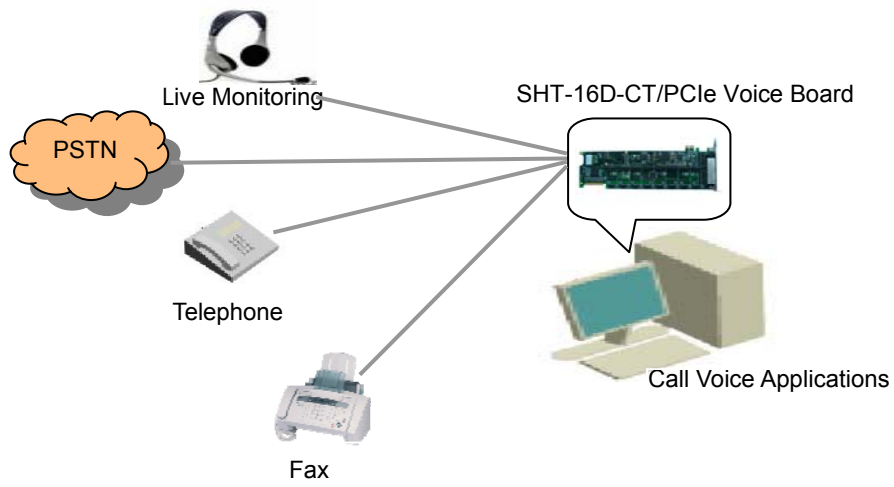 Live Monitoring
SHT-16D-CT/PCIe Voice Board
PSTN
Telephone
Call Voice Applications
Fax